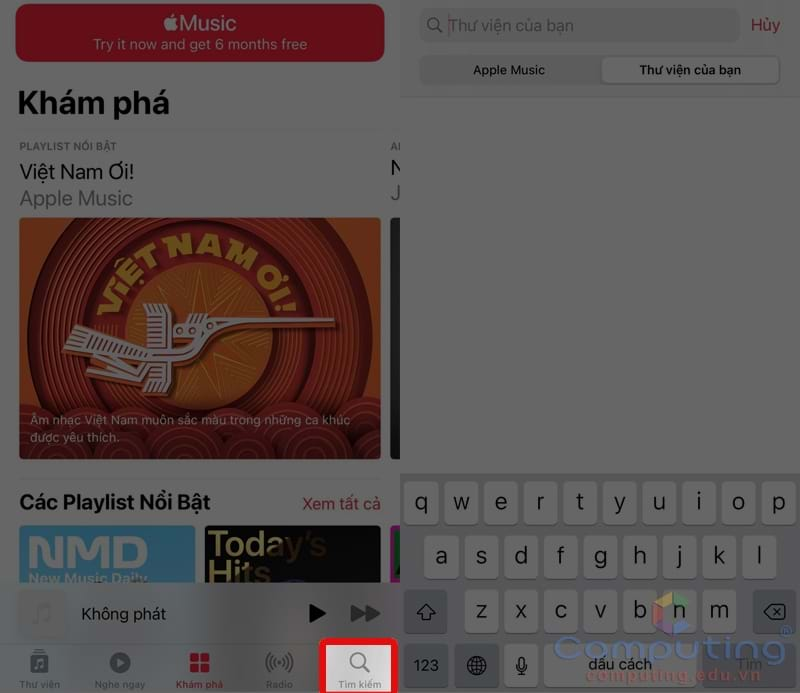 Music
Try it now and get 6 months free
Khám phá
PLAYLIST NỔI BẬT
Việt Nam Ơi!
Apple Music
VIỆT NAM ƠI!
Âm nhạc Việt Nam muôn sắc màu trong những ca khúc
được yêu thích.
Các Playlist Nổi Bật
Xem tất cả
NMD
New Music Daily
Today's
Hits
Không phát
Thư viện
Nghe ngay
Khám phá
Radio
Tìm kiếm
Thư viện của bạn
Hủy
Apple Music
Thư viện của bạn
q w e r t y u i o p
a s d f g h j k l
z x c v b n m
123
dấu cách
Tìm
Computing
computing.edu.vn